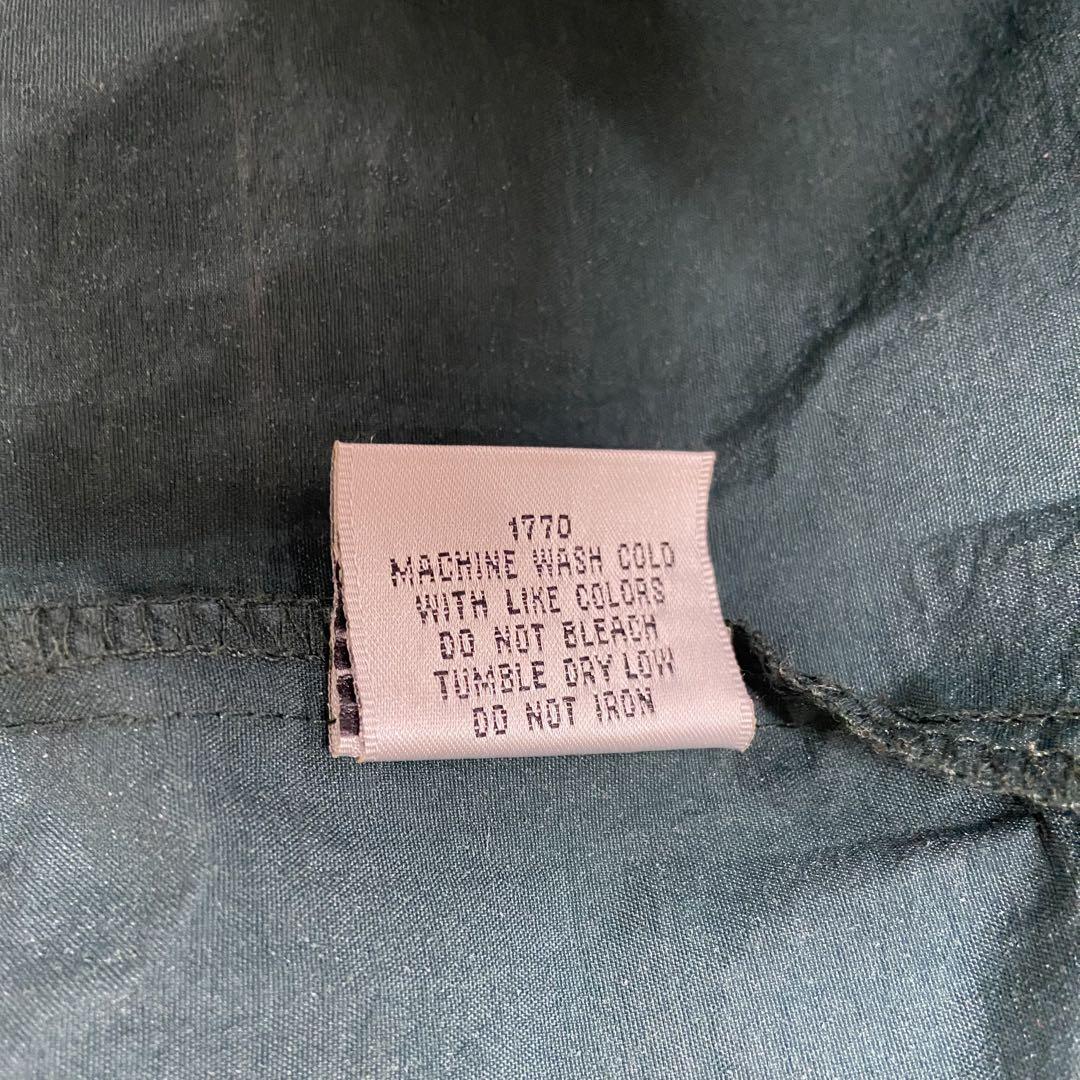 1770
MACHINE WASH COLD
WITH LIKE COLORS
DO NOT BLEACH
TUMBLE DRY LOW
DO NOT IRON